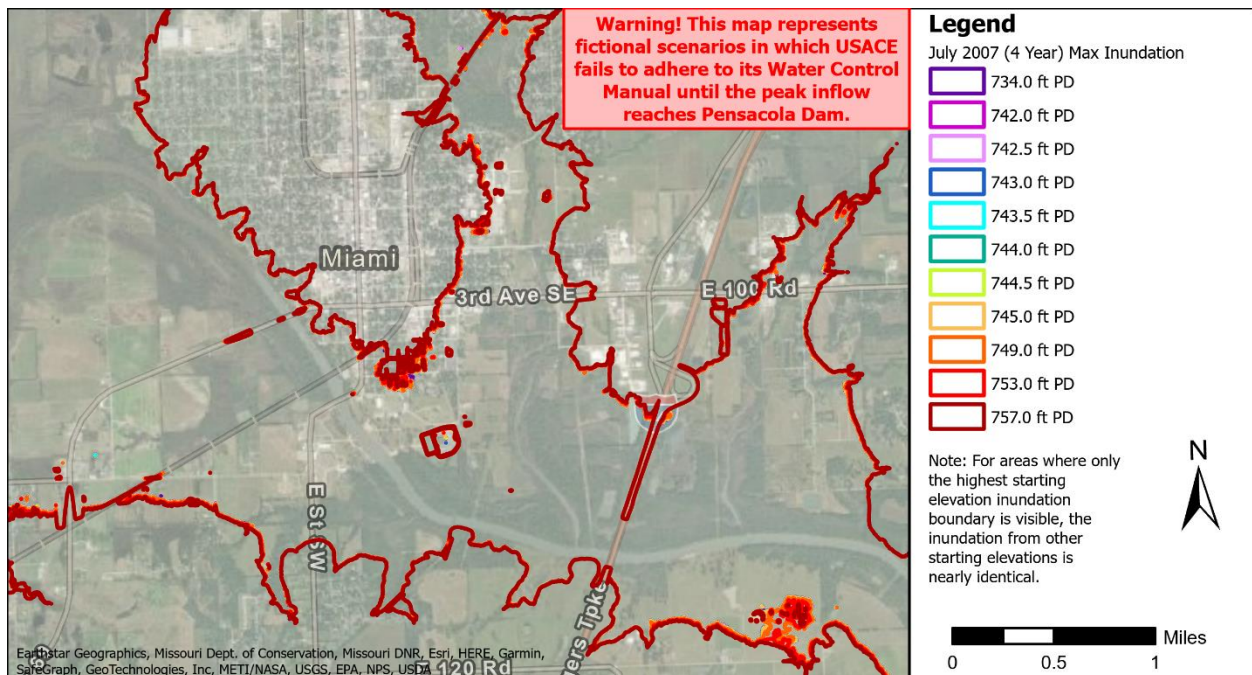 Warning! This map represents
fictional scenarios in which USACE
fails to adhere to its Water Control
Manual until the peak inflow
reaches Pensacola Dam.
Miami
3rd Ave SE
E 100 Rd
E St SW
ers Tpke
E 120 Rd
Earthstar Geographics, Missouri Dept. of Conservation, Missouri DNR, Esri, HERE, Garmin,
SafeGraph, GeoTechnologies, Inc, METI/NASA, USGS, EPA, NPS, USDA
Legend
July 2007 (4 Year) Max Inundation
734.0 ft PD
742.0 ft PD
742.5 ft PD
743.0 ft PD
743.5 ft PD
744.0 ft PD
744.5 ft PD
745.0 ft PD
749.0 ft PD
753.0 ft PD
757.0 ft PD
Note: For areas where only
the highest starting
elevation inundation
boundary is visible, the
inundation from other
starting elevations is
nearly identical.
N
Miles
0 0.5 1